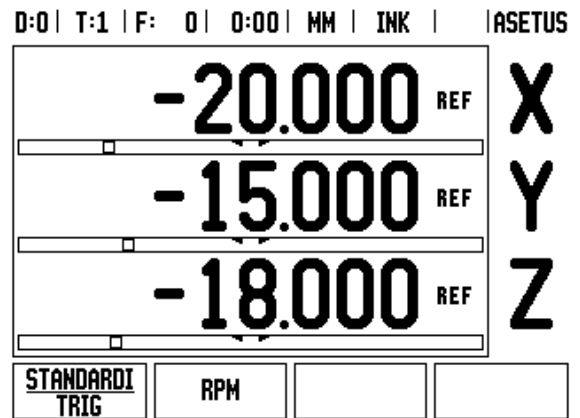 D:0 | T:1 | F: 0 | 0:00 | MM | INK | | ASETUS
-20.000 REF X
-15.000 REF Y
-18.000 REF Z
STANDARDI TRIG RPM